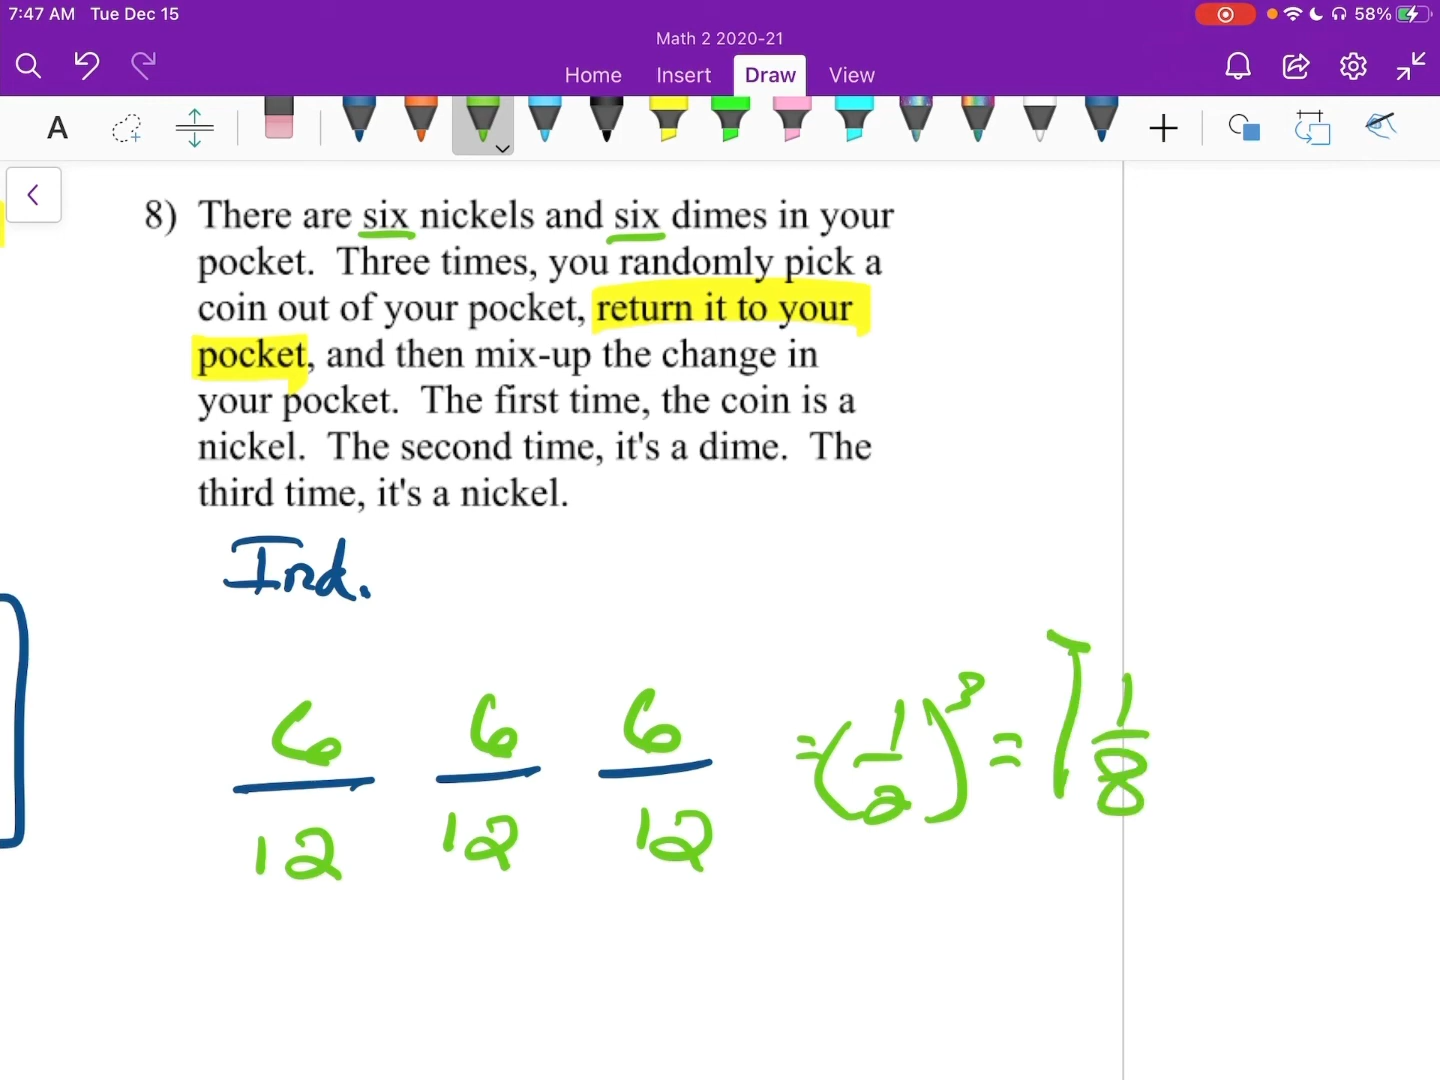 7:47 AM Tue Dec 15
58%
Math 2 2020-21
Home Insert Draw View
A
8) There are six nickels and six dimes in your
pocket. Three times, you randomly pick a
coin out of your pocket, return it to your
pocket, and then mix-up the change in
your pocket. The first time, the coin is a
nickel. The second time, it's a dime. The
third time, it's a nickel.
Ind.
6/12 6/12 6/12 = (1/2)³ = 1/8